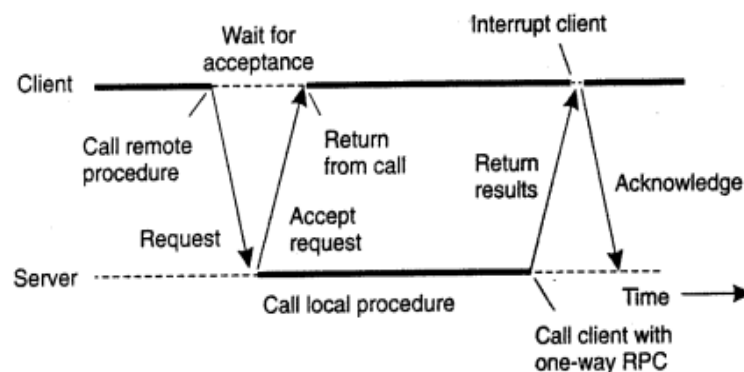 Wait for
acceptance
Interrupt client
Client
Call remote
procedure
Return
from call
Return
results
Acknowledge
Request
Accept
request
Server
Call local procedure
Time
Call client with
one-way RPC